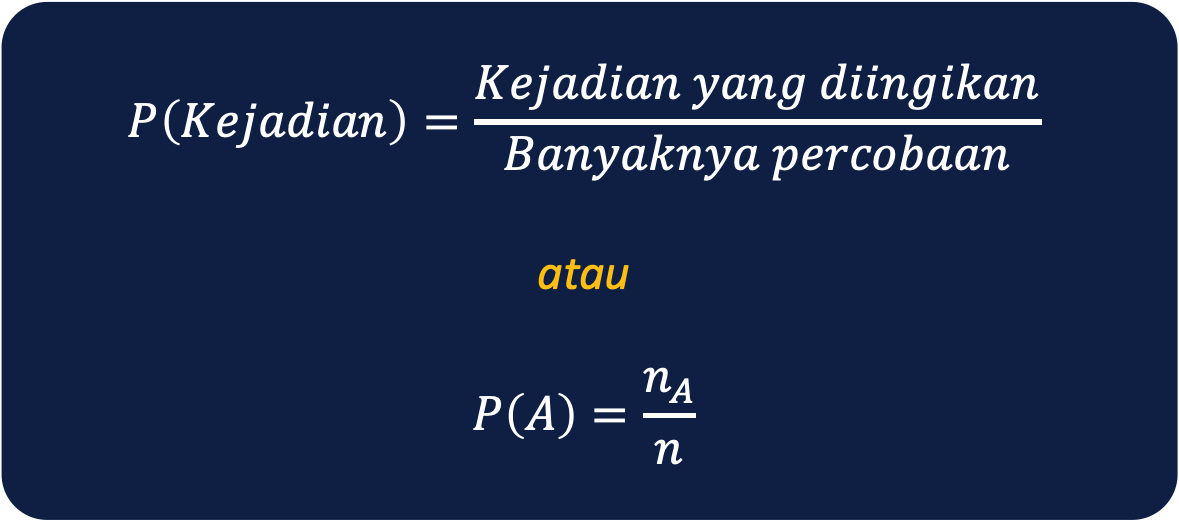 P(Kejadian) = Kejadian yang diingikan
Banyaknya percobaan
atau
P(A) = n_A
n